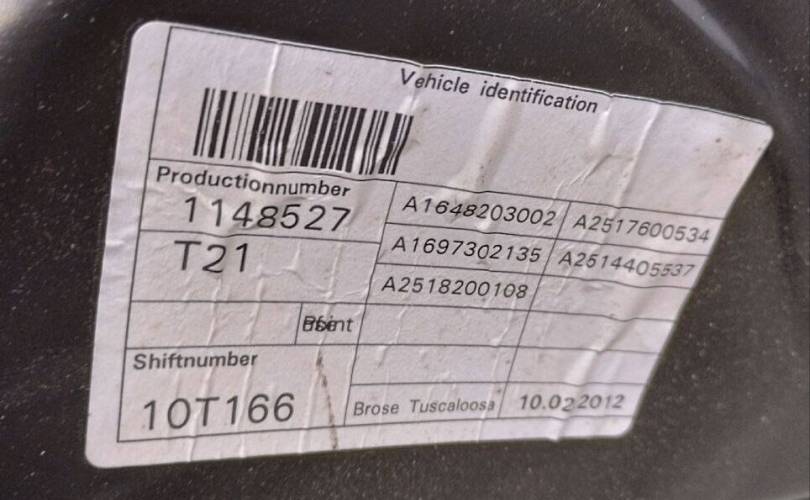 Vehicle identification
Productionnumber
1148527
T21
A1648203002 A2517600534
A1697302135 A2514405537
A2518200108
Shiftnumber
10T166
Brose Tuscaloosa 10.02.2012